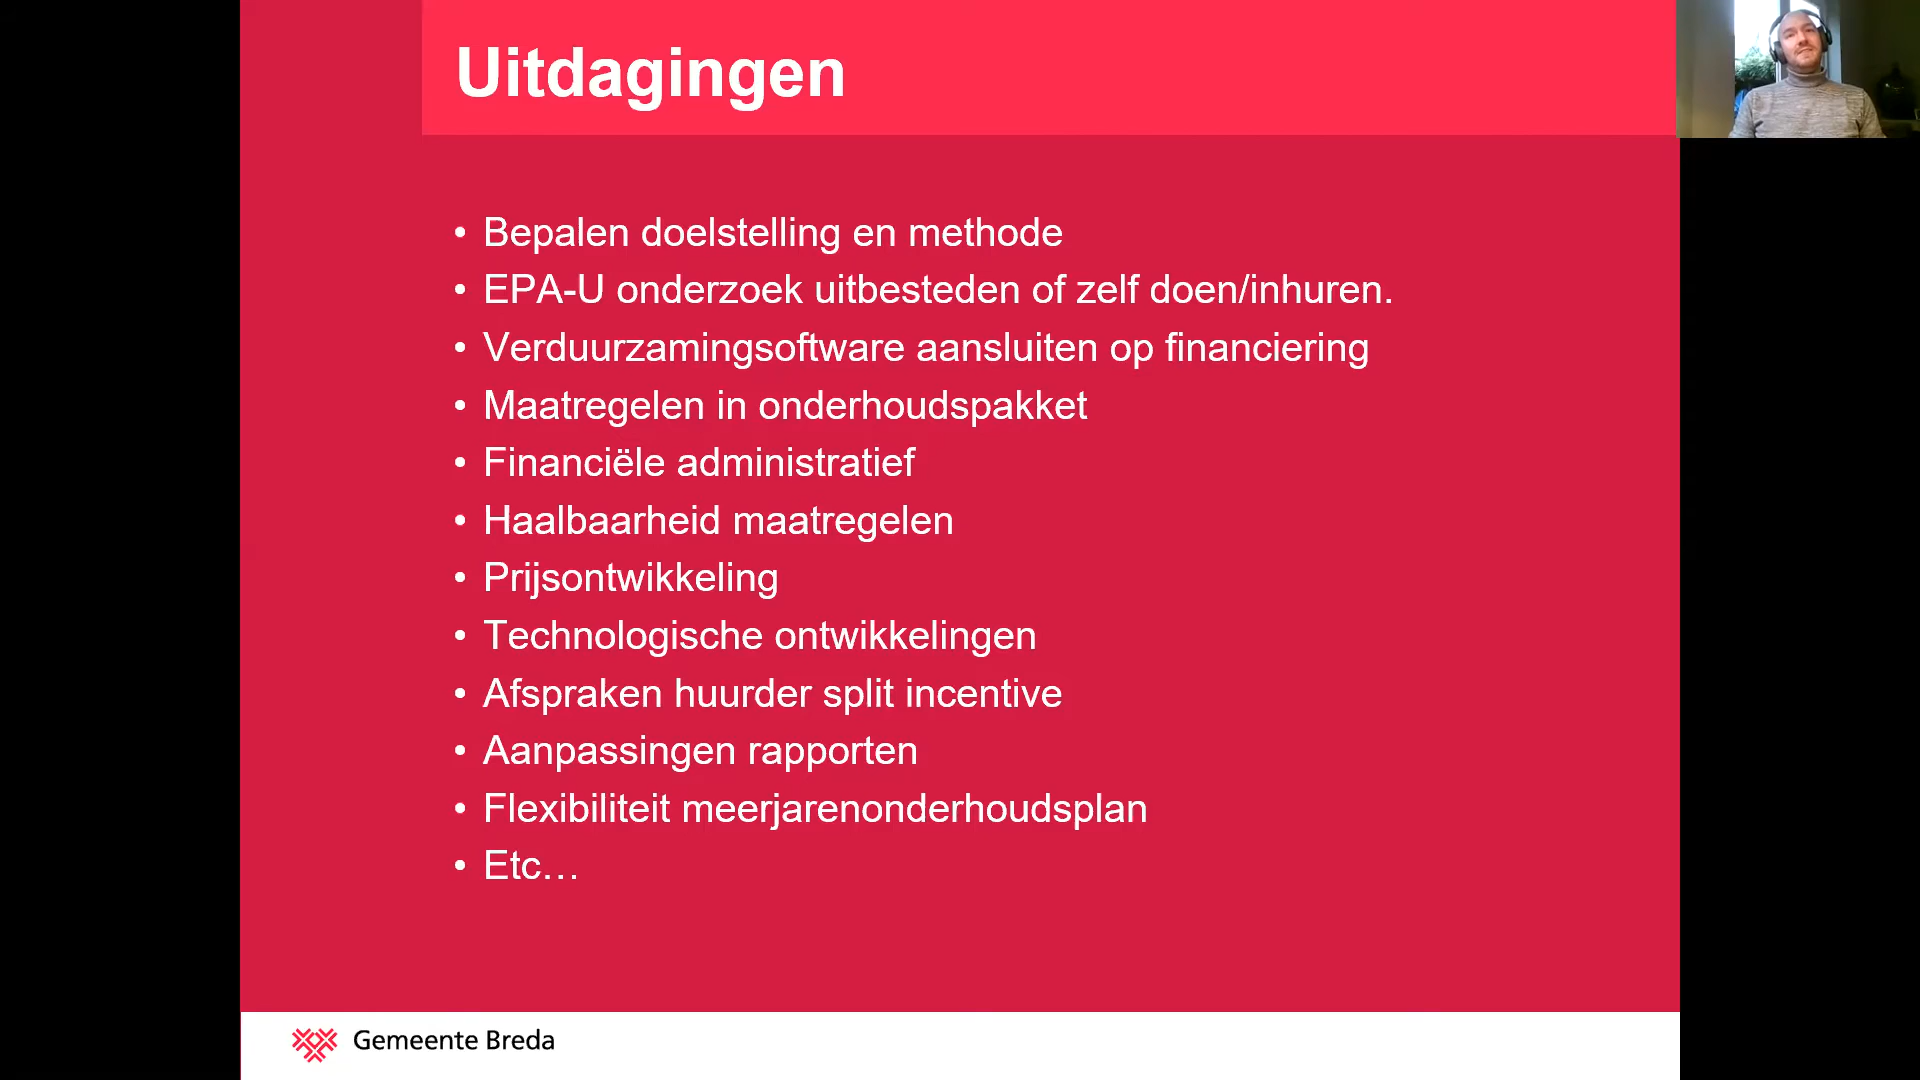 Uitdagingen
• Bepalen doelstelling en methode
• EPA-U onderzoek uitbesteden of zelf doen/inhuren.
• Verduurzamingsoftware aansluiten op financiering
• Maatregelen in onderhoudspakket
• Financiële administratief
• Haalbaarheid maatregelen
• Prijsontwikkeling
• Technologische ontwikkelingen
• Afspraken huurder split incentive
• Aanpassingen rapporten
• Flexibiliteit meerjarenonderhoudsplan
• Etc…
Gemeente Breda